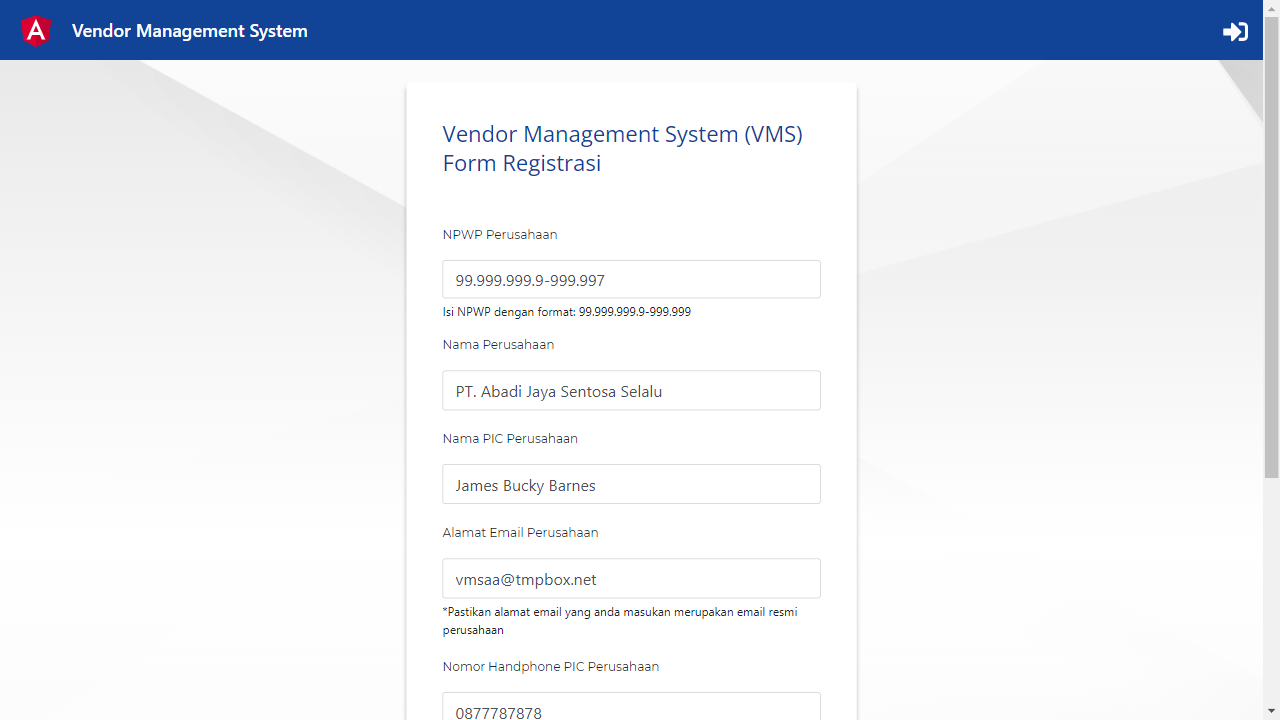 Vendor Management System
Vendor Management System (VMS)
Form Registrasi
NPWP Perusahaan
99.999.999.9-999.997
Isi NPWP dengan format: 99.999.999.9-999.999
Nama Perusahaan
PT. Abadi Jaya Sentosa Selalu
Nama PIC Perusahaan
James Bucky Barnes
Alamat Email Perusahaan
vmsaa@tmpbox.net
*Pastikan alamat email yang anda masukan merupakan email resmi
perusahaan
Nomor Handphone PIC Perusahaan
0877787878